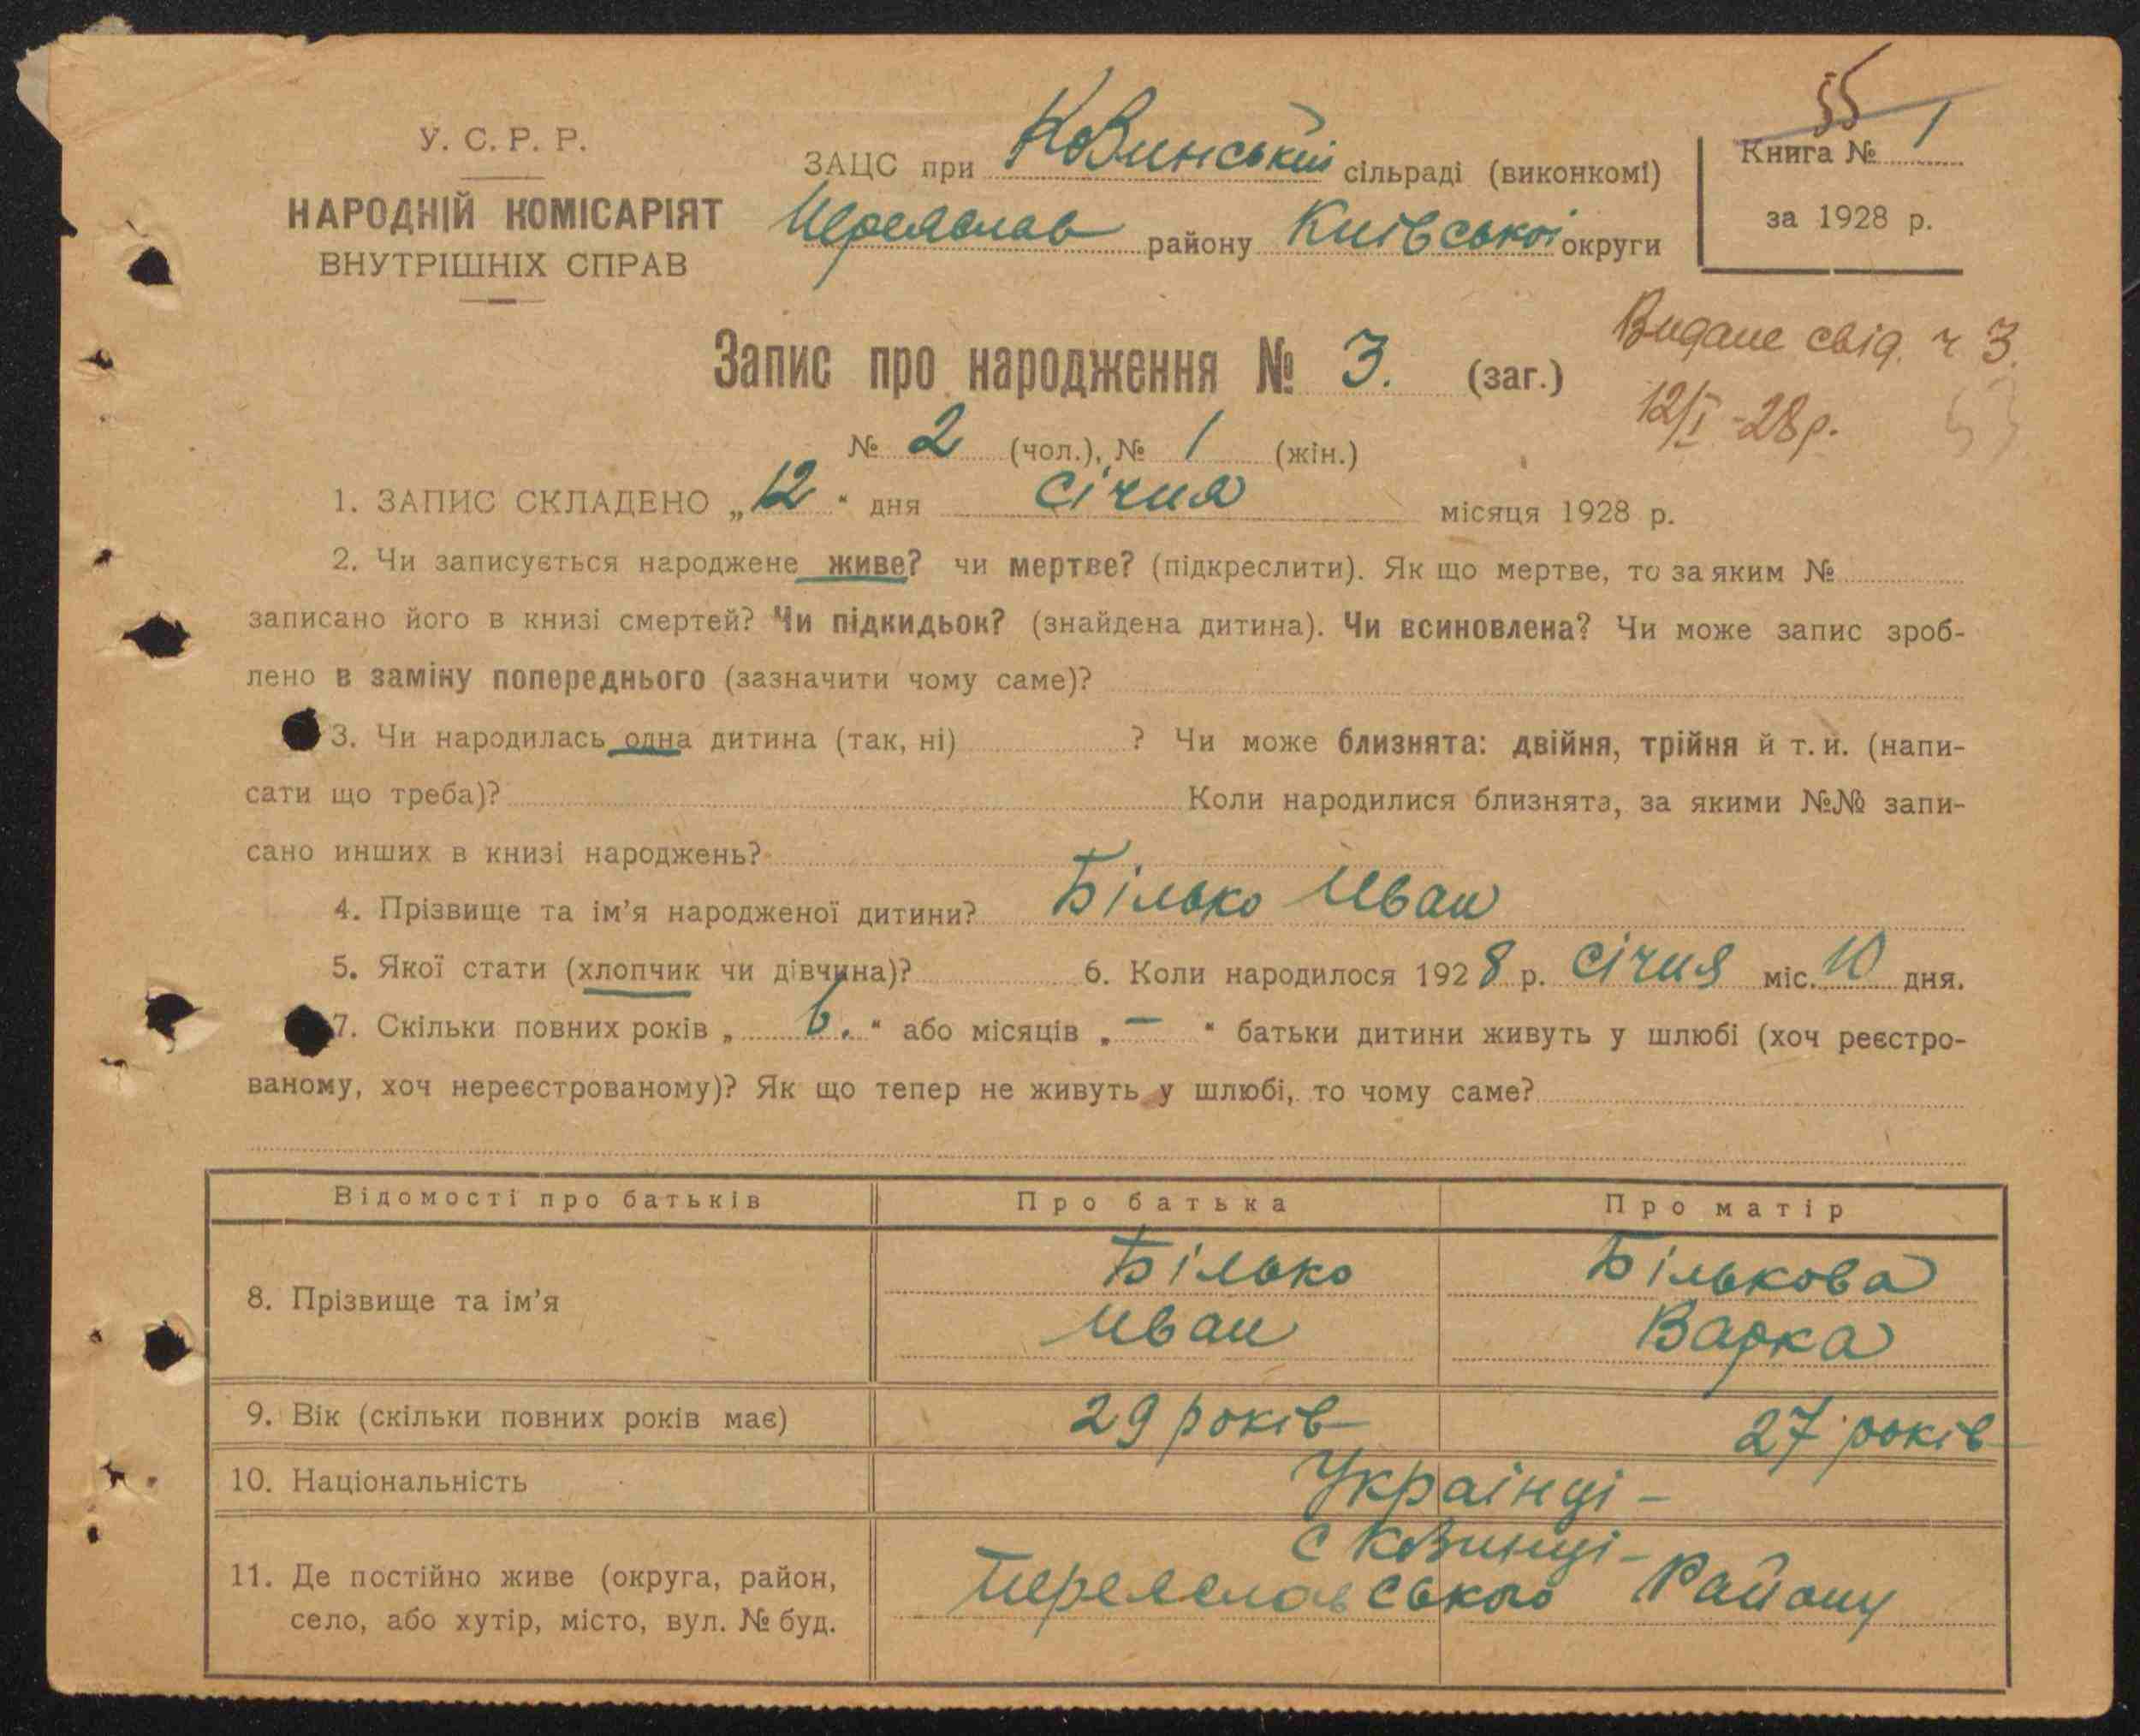 55
У. С. Р. Р.
НАРОДНІЙ КОМІСАРІЯТ
ВНУТРІШНІХ СПРАВ
ЗАЦС при Ковинській сільраді (виконкомі)
Переяслав району Київської округи
Книга № 1
за 1928 р.
Видане свід. ч 3.
12/I -28р.
Запис про народження № 3. (заг.)
№ 2 (чол.), № 1 (жін.)
1. ЗАПИС СКЛАДЕНО „12“ дня січня місяця 1928 р.
2. Чи записується народжене живе? чи мертве? (підкреслити). Як що мертве, то за яким №
записано його в книзі смертей? Чи підкидьок? (знайдена дитина). Чи всиновлена? Чи може запис зроб-
лено в заміну попереднього (зазначити чому саме)?
3. Чи народилась одна дитина (так, ні) ? Чи може близнята: двійня, трійня й т. и. (напи-
сати що треба)? Коли народилися близнята, за якими №№ запи-
сано инших в книзі народжень?
4. Прізвище та ім’я народженої дитини? Білько Иван
5. Якої стати (хлопчик чи дівчина)? 6. Коли народилося 1928 р. січня міс. 10 дня.
7. Скільки повних років „6.“ або місяців „—“ батьки дитини живуть у шлюбі (хоч реєстро-
ваному, хоч нереєстрованому)? Як що тепер не живуть у шлюбі, то чому саме?
Відомості про батьків Про батька Про матір
8. Прізвище та ім’я Білько Бількова
Иван Варка
9. Вік (скільки повних років має) 29 років 27 років
10. Національність Українці -
с Ковинці -
11. Де постійно живе (округа, район, Переяславського Району
село, або хутір, місто, вул. № буд.